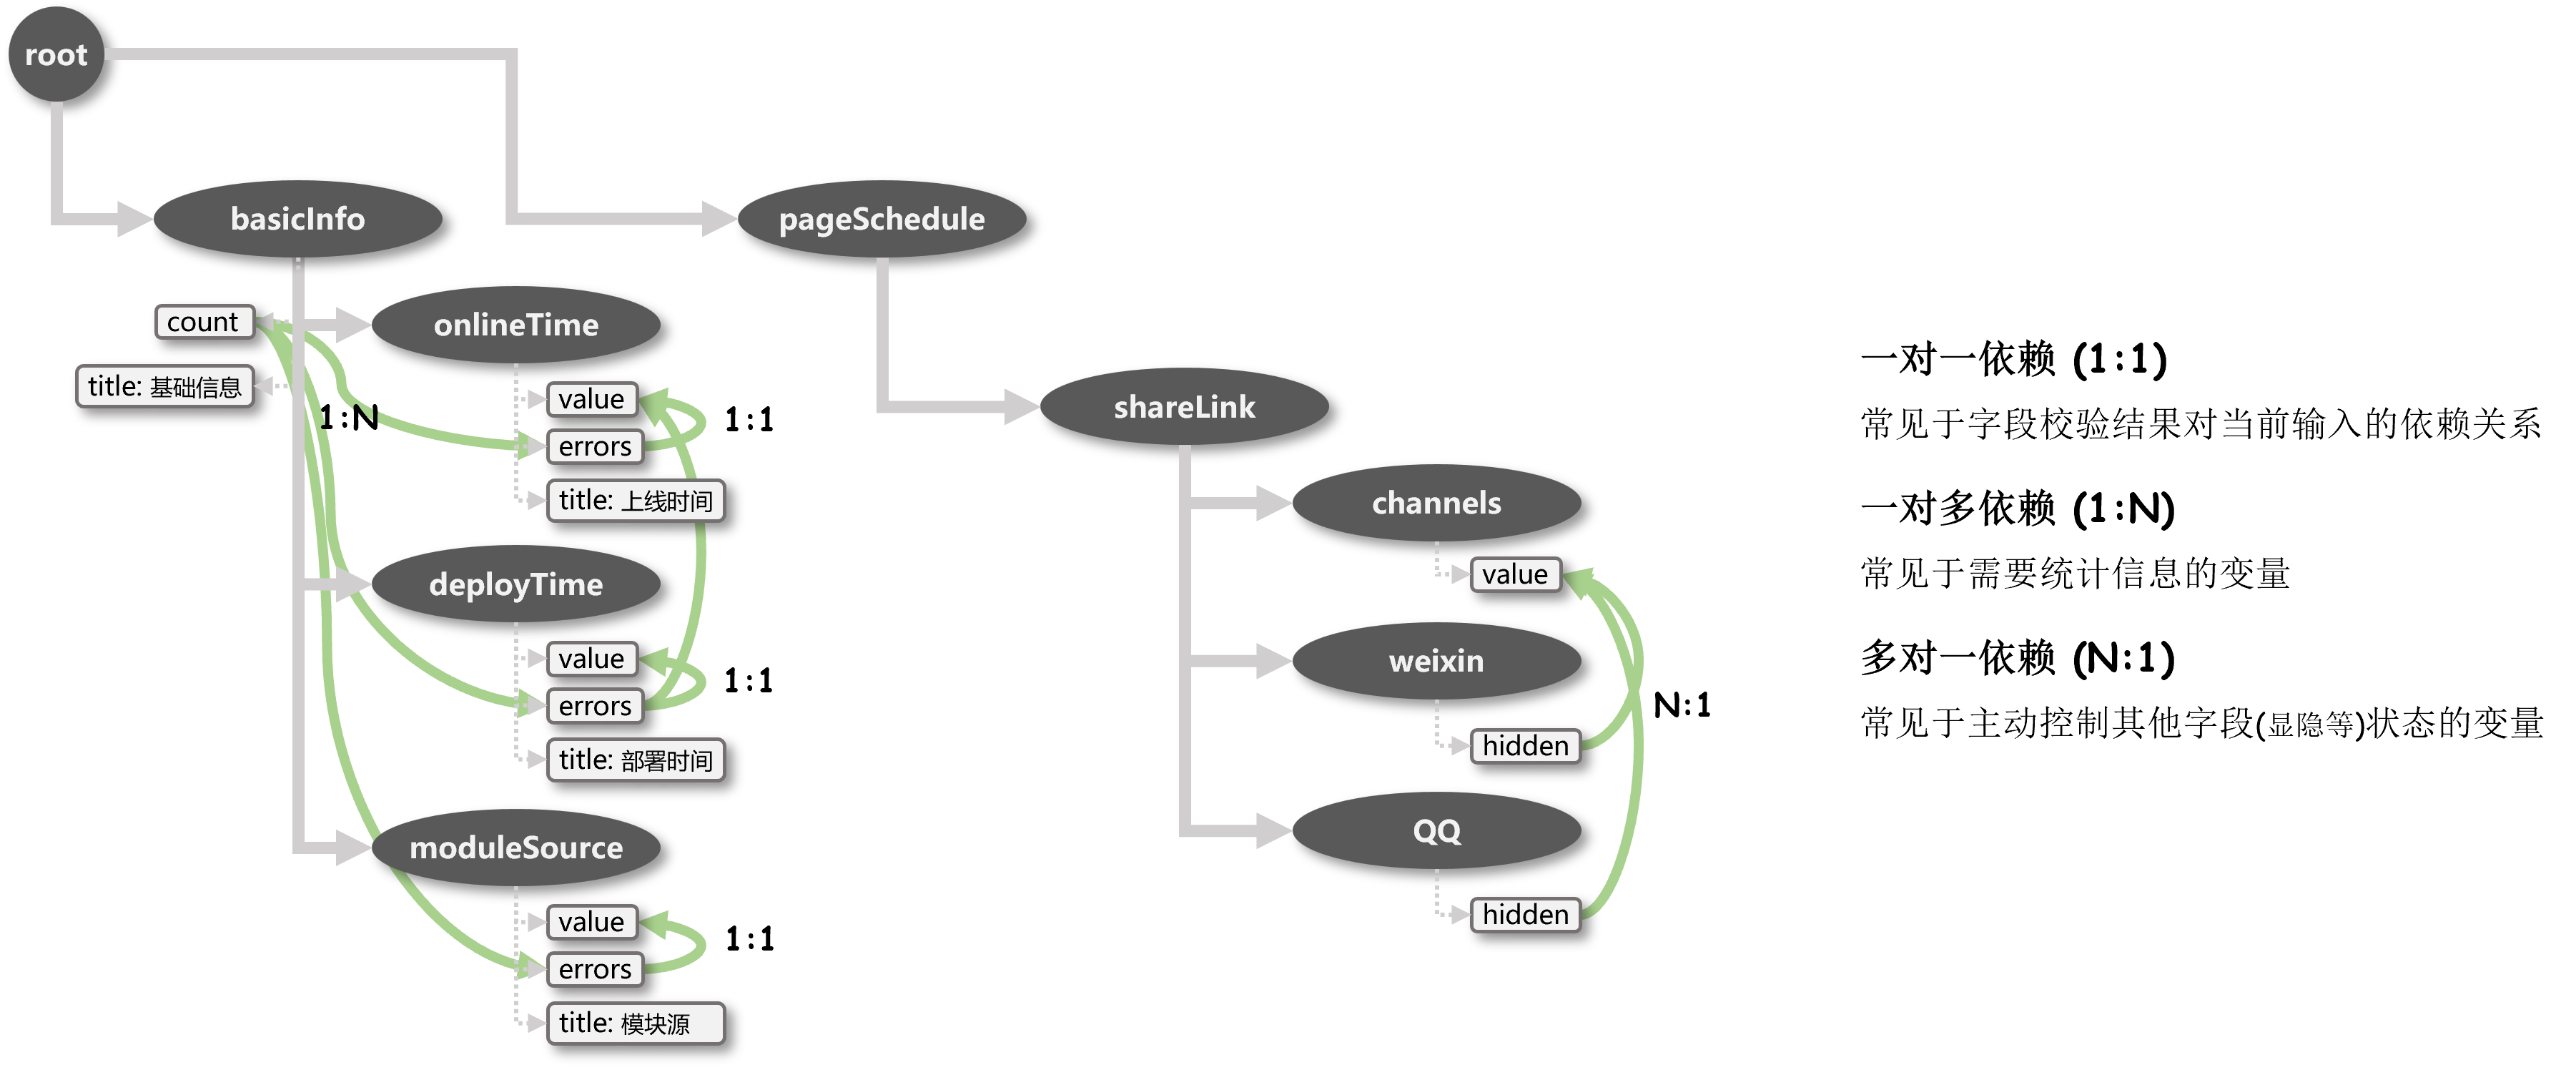 root
basicInfo
pageSchedule
count
title: 基础信息
1:N
onlineTime
value
errors
1:1
title: 上线时间
deployTime
value
errors
1:1
title: 部署时间
moduleSource
value
errors
1:1
title: 模块源
shareLink
channels
value
weixin
hidden
N:1
QQ
hidden
一对一依赖 (1:1)
常见于字段校验结果对当前输入的依赖关系
一对多依赖 (1:N)
常见于需要统计信息的变量
多对一依赖 (N:1)
常见于主动控制其他字段(显隐等)状态的变量